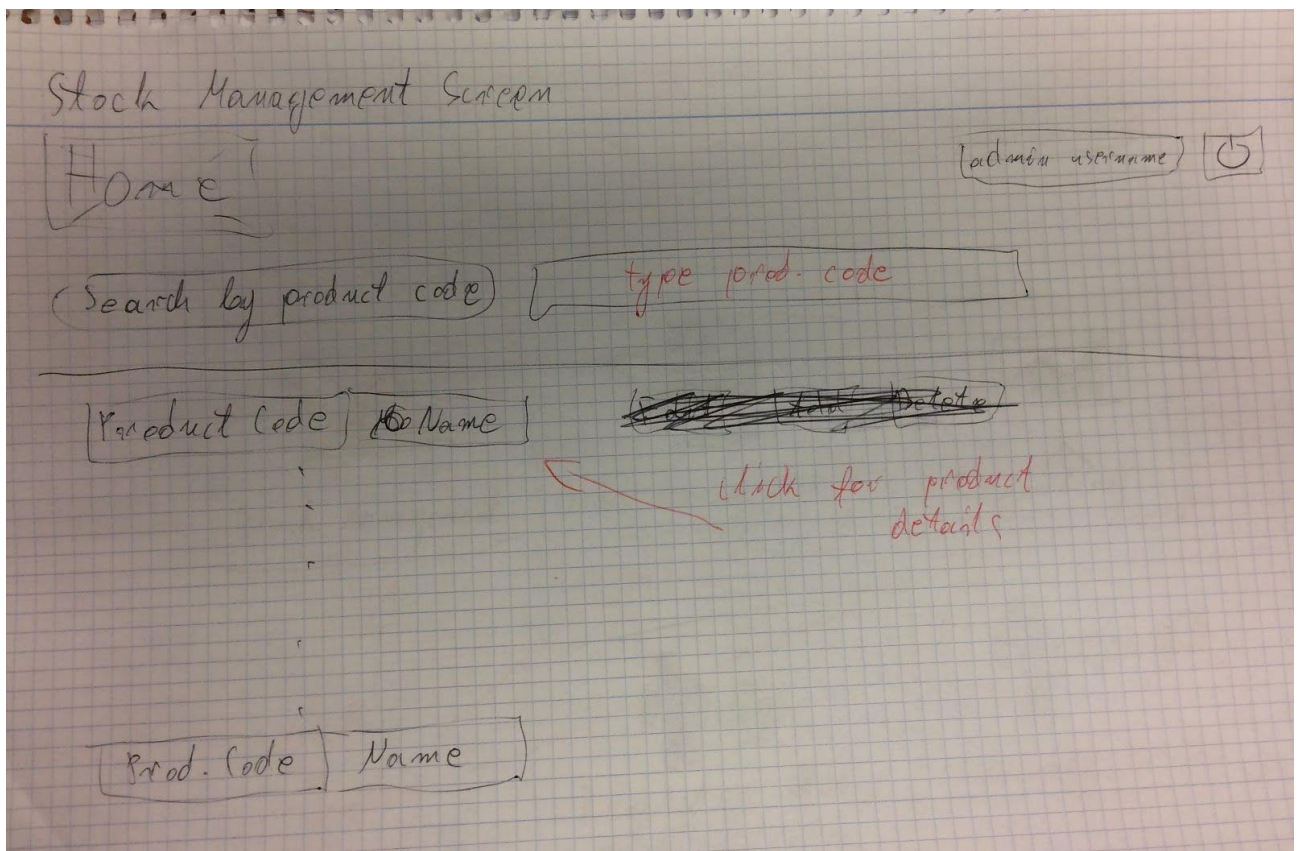 Stock Management Screen
Home
admin username
Search by product code
type prod. code
Product Code Name
Delete
click for product
details
Prod. Code Name